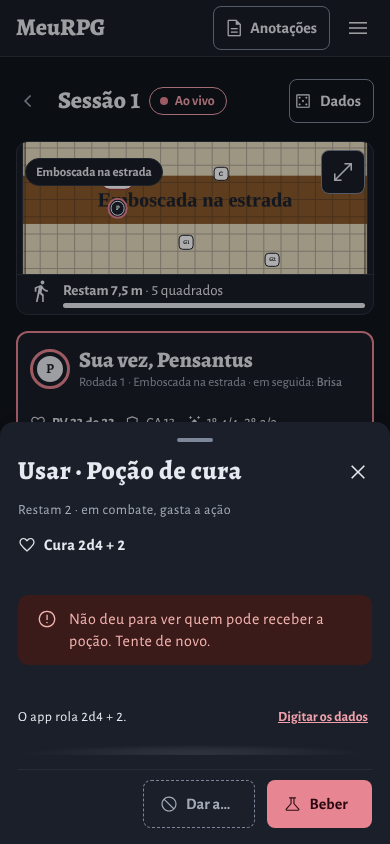 MeuRPG
Anotações
Sessão 1
Ao vivo
Dados
Emboscada na estrada
C
Emboscada na estrada
P
G1
G2
Restam 7,5 m · 5 quadrados
P
Sua vez, Pensantus
Rodada 1 · Emboscada na estrada · em seguida: Brisa
Usar · Poção de cura
Restam 2 · em combate, gasta a ação
Cura 2d4 + 2
Não deu para ver quem pode receber a
poção. Tente de novo.
O app rola 2d4 + 2.
Digitar os dados
Dar a...
Beber